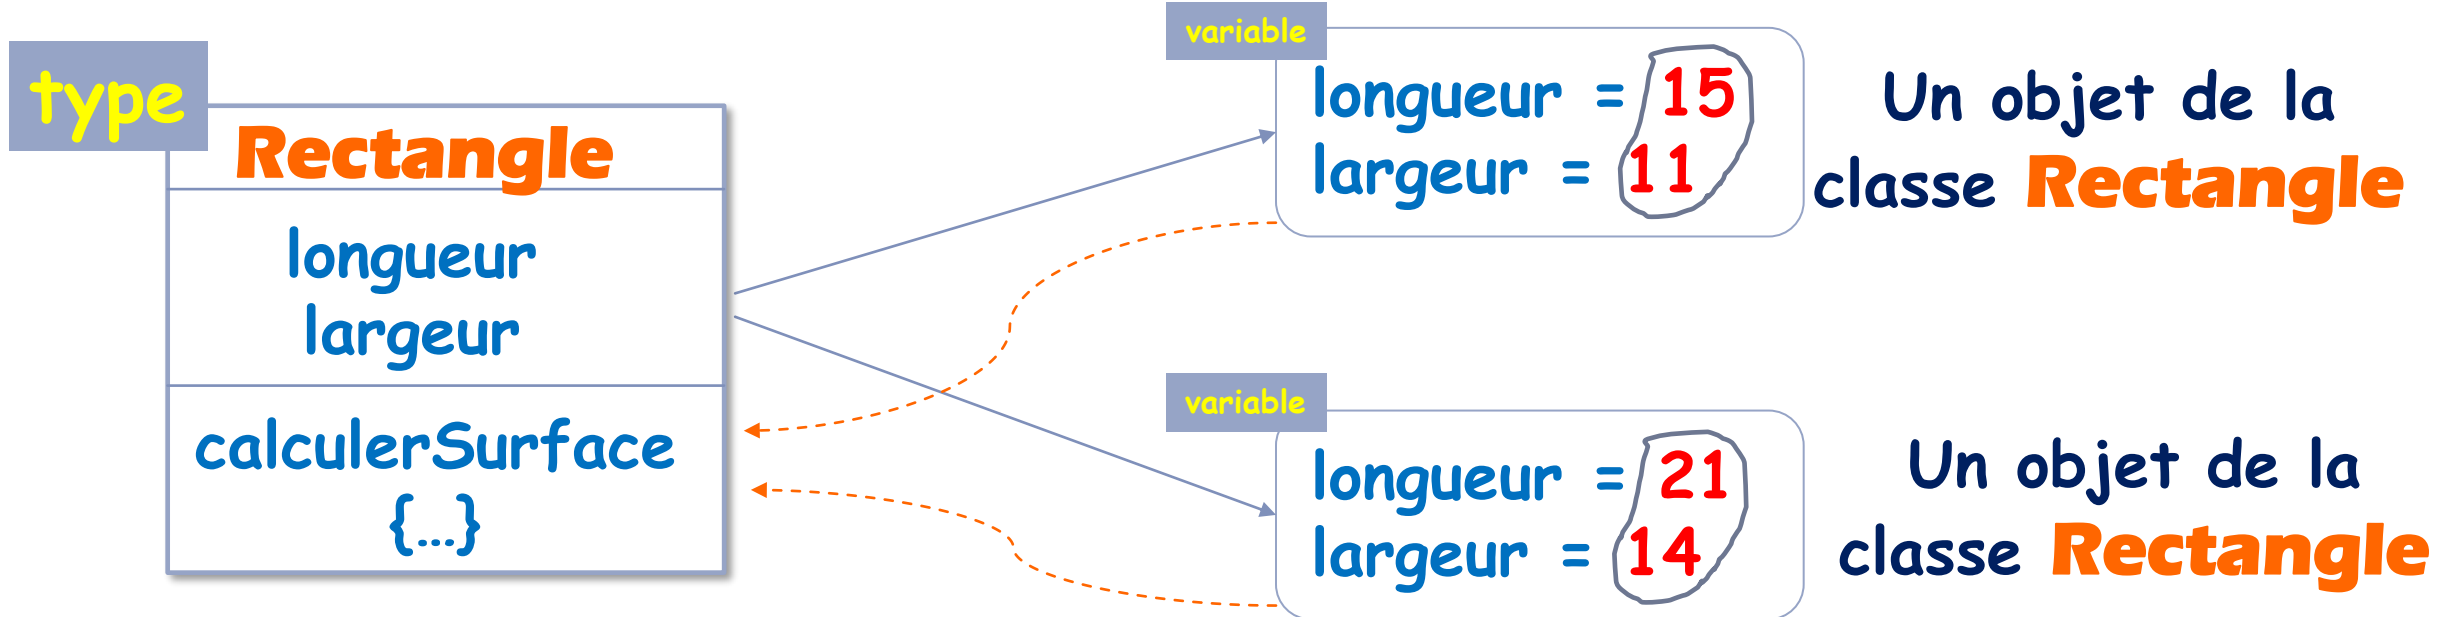 type
Rectangle
longueur
largeur
calculerSurface
{...}
variable
longueur = 15
largeur = 11
Un objet de la
classe Rectangle
variable
longueur = 21
largeur = 14
Un objet de la
classe Rectangle